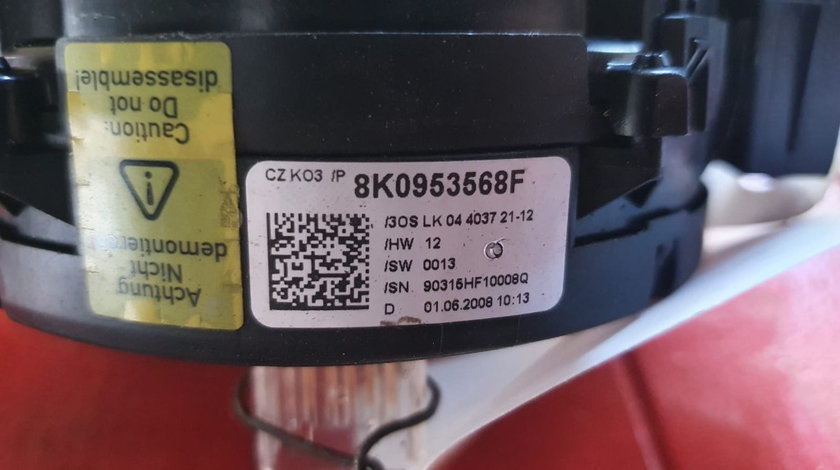 Caution:
Do not
disassemble!
Achtung
Nicht
demontieren!
CZ KO3 /P 8K0953568F
/3OS LK 04 4037 21-12
/HW 12
/SW 0013
/SN 90315HF10008Q
D 01.06.2008 10:13